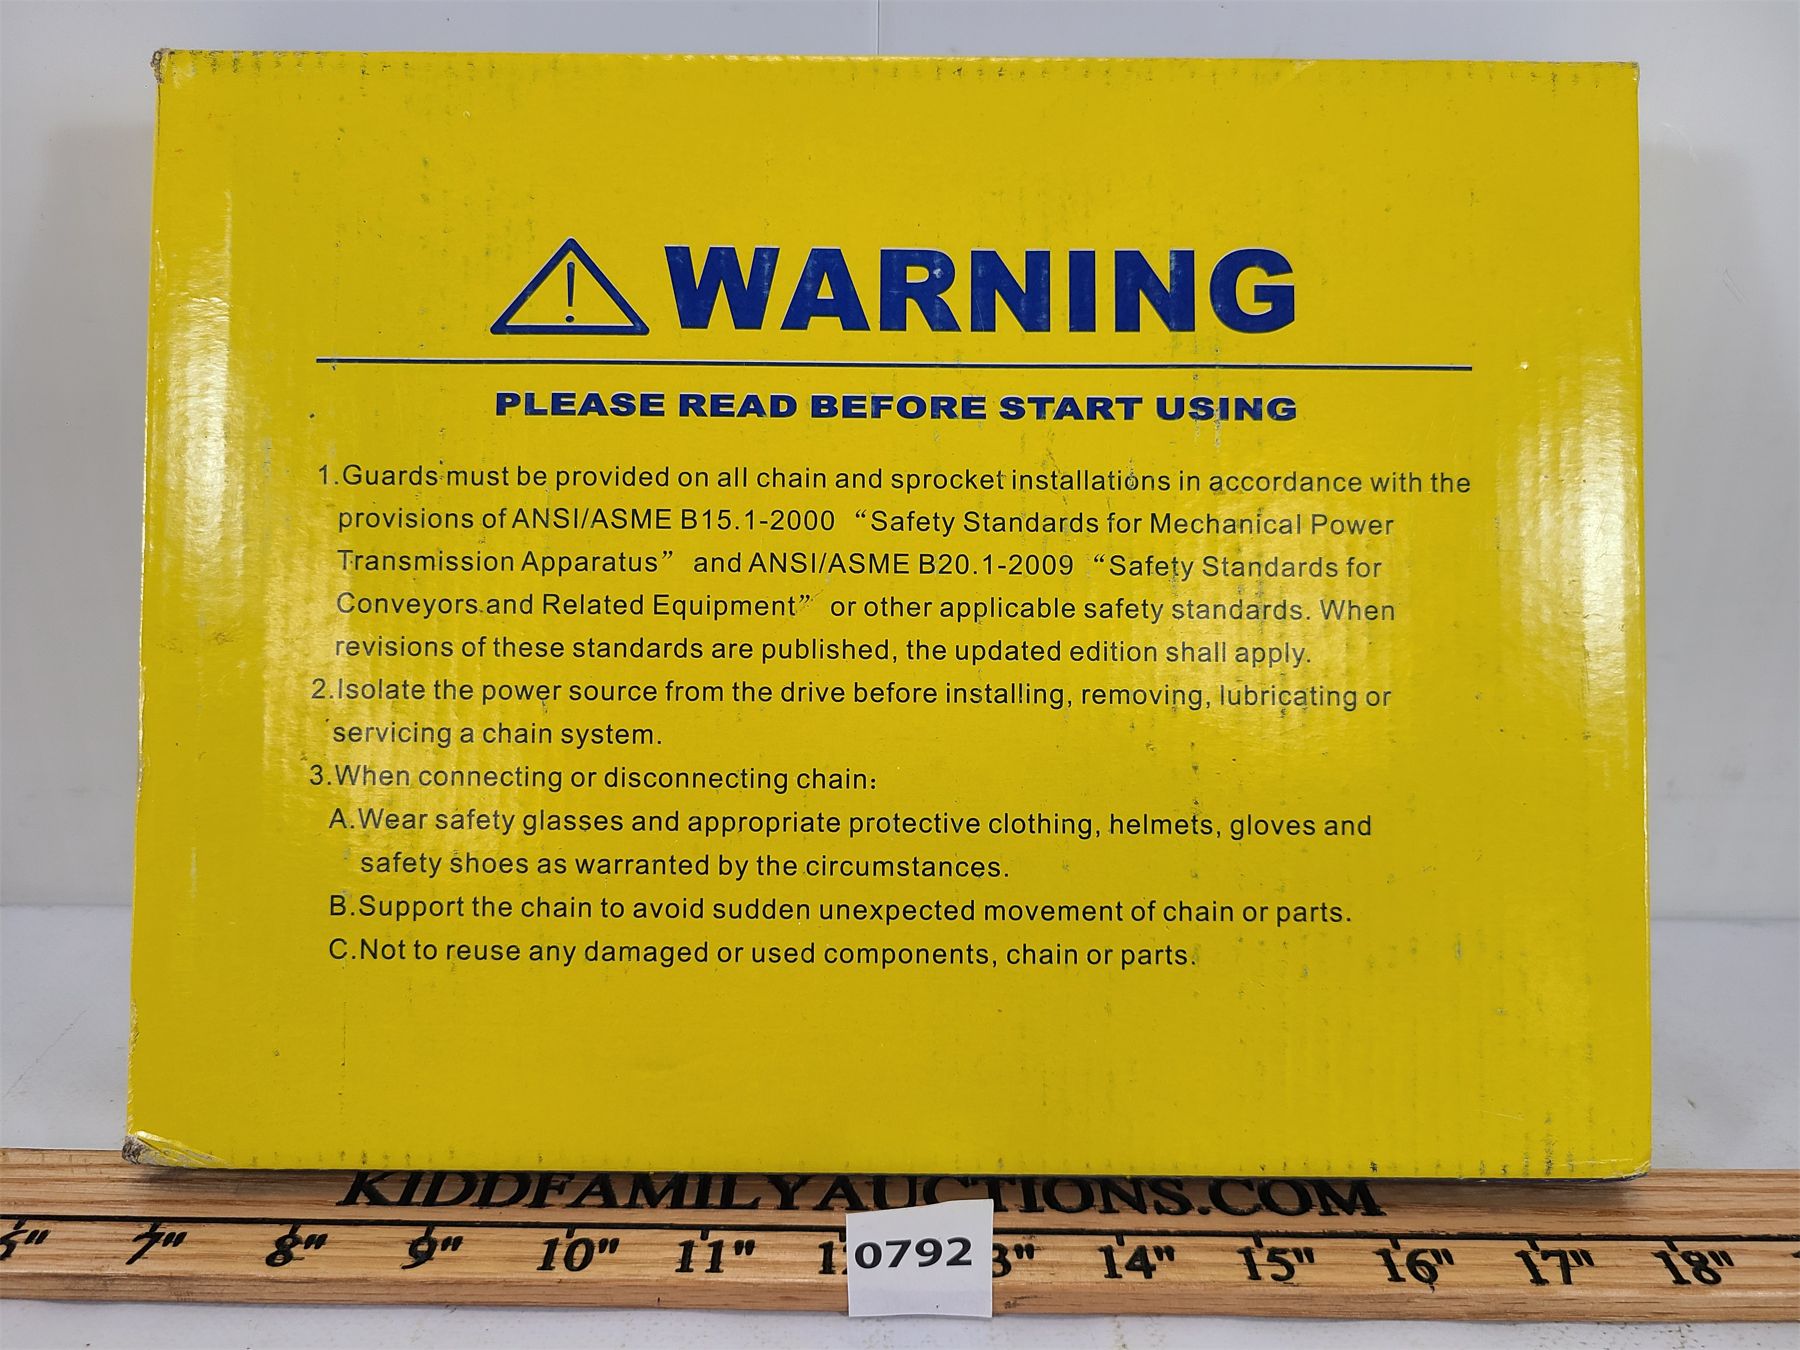 WARNING
PLEASE READ BEFORE START USING
1.Guards must be provided on all chain and sprocket installations in accordance with the
provisions of ANSI/ASME B15.1-2000 “Safety Standards for Mechanical Power
Transmission Apparatus” and ANSI/ASME B20.1-2009 “Safety Standards for
Conveyors and Related Equipment” or other applicable safety standards. When
revisions of these standards are published, the updated edition shall apply.
2.Isolate the power source from the drive before installing, removing, lubricating or
servicing a chain system.
3.When connecting or disconnecting chain:
A.Wear safety glasses and appropriate protective clothing, helmets, gloves and
safety shoes as warranted by the circumstances.
B.Support the chain to avoid sudden unexpected movement of chain or parts.
C.Not to reuse any damaged or used components, chain or parts.
KIDDFAMILYAUCTIONS.COM
7" 8" 9" 10" 11" 0792 14" 15" 16" 17" 18"